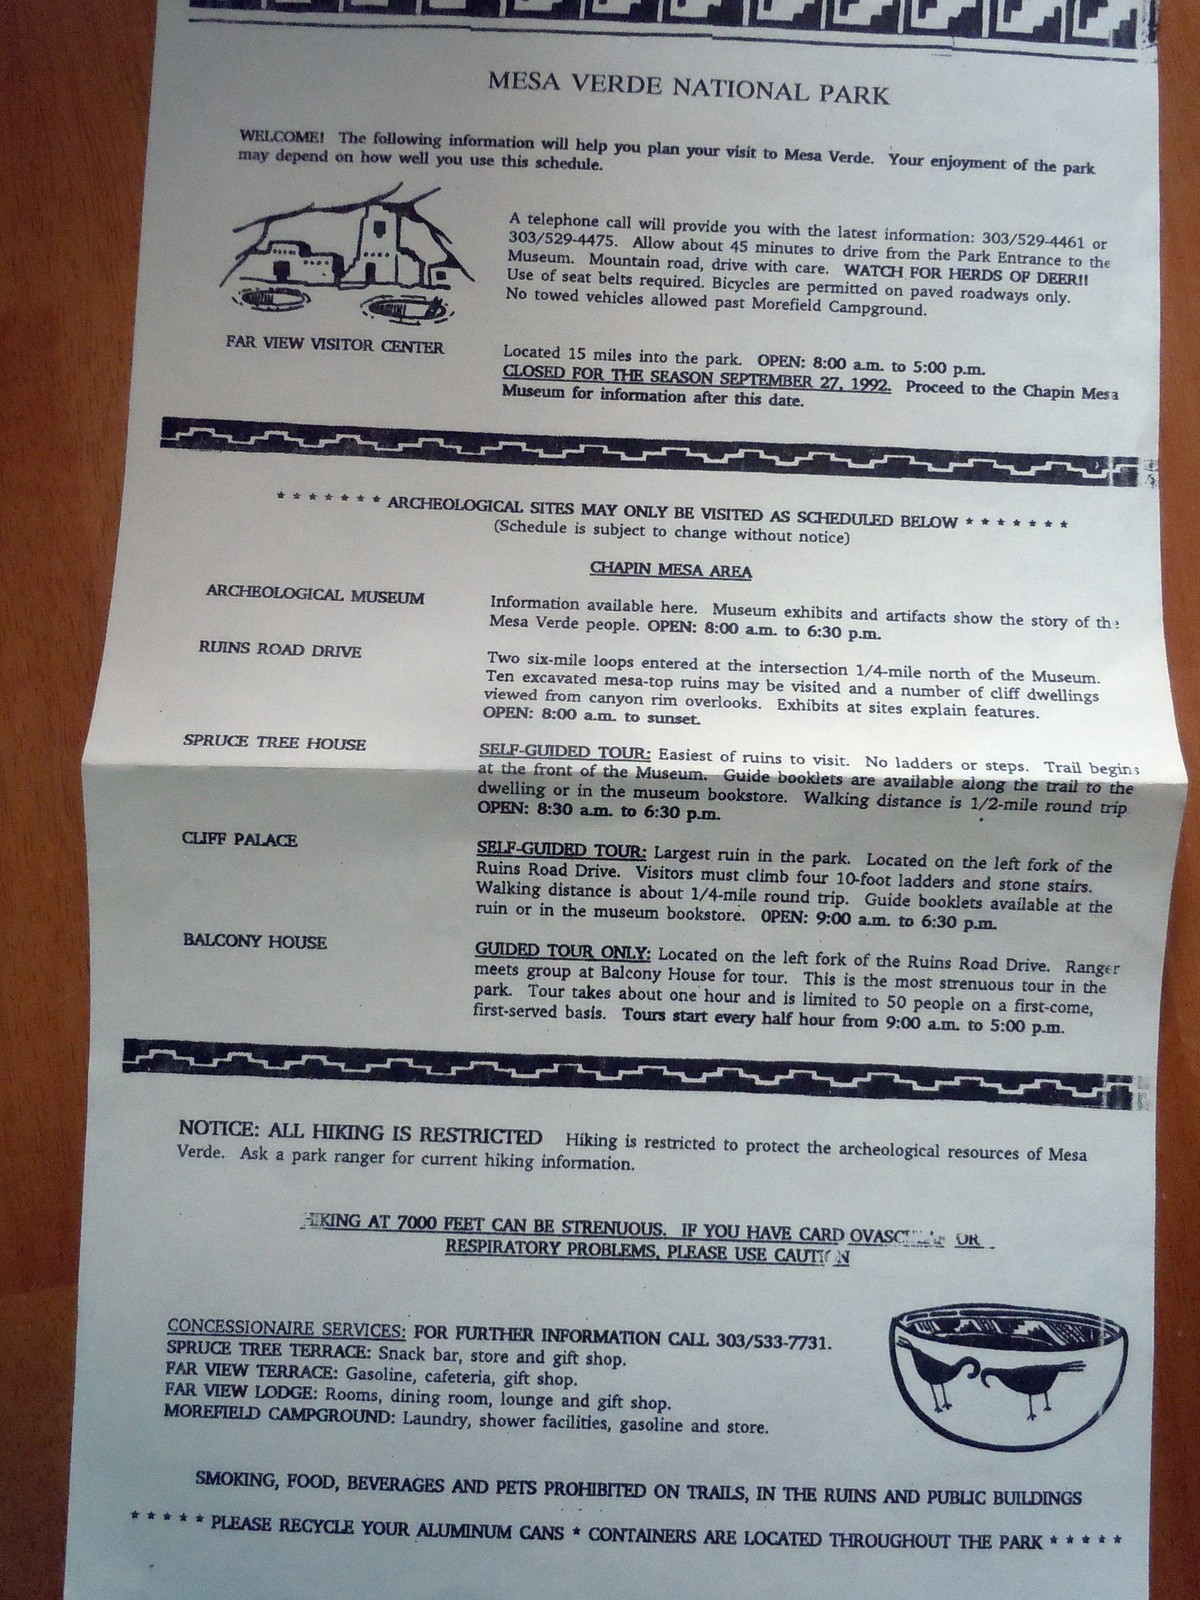 MESA VERDE NATIONAL PARK
WELCOME! The following information will help you plan your visit to Mesa Verde. Your enjoyment of the park
may depend on how well you use this schedule.
A telephone call will provide you with the latest information: 303/529-4461 or
303/529-4475. Allow about 45 minutes to drive from the Park Entrance to the
Museum. Mountain road, drive with care. WATCH FOR HERDS OF DEER!!
Use of seat belts required. Bicycles are permitted on paved roadways only.
No towed vehicles allowed past Morefield Campground.
FAR VIEW VISITOR CENTER
Located 15 miles into the park. OPEN: 8:00 a.m. to 5:00 p.m.
CLOSED FOR THE SEASON SEPTEMBER 27, 1992. Proceed to the Chapin Mesa
Museum for information after this date.
* * * * * * * ARCHEOLOGICAL SITES MAY ONLY BE VISITED AS SCHEDULED BELOW * * * * * * *
(Schedule is subject to change without notice)
CHAPIN MESA AREA
ARCHEOLOGICAL MUSEUM
Information available here. Museum exhibits and artifacts show the story of the
Mesa Verde people. OPEN: 8:00 a.m. to 6:30 p.m.
RUINS ROAD DRIVE
Two six-mile loops entered at the intersection 1/4-mile north of the Museum.
Ten excavated mesa-top ruins may be visited and a number of cliff dwellings
viewed from canyon rim overlooks. Exhibits at sites explain features.
OPEN: 8:00 a.m. to sunset.
SPRUCE TREE HOUSE
SELF-GUIDED TOUR: Easiest of ruins to visit. No ladders or steps. Trail begins
at the front of the Museum. Guide booklets are available along the trail to the
dwelling or in the museum bookstore. Walking distance is 1/2-mile round trip
OPEN: 8:30 a.m. to 6:30 p.m.
CLIFF PALACE
SELF-GUIDED TOUR: Largest ruin in the park. Located on the left fork of the
Ruins Road Drive. Visitors must climb four 10-foot ladders and stone stairs.
Walking distance is about 1/4-mile round trip. Guide booklets available at the
ruin or in the museum bookstore. OPEN: 9:00 a.m. to 6:30 p.m.
BALCONY HOUSE
GUIDED TOUR ONLY: Located on the left fork of the Ruins Road Drive. Ranger
meets group at Balcony House for tour. This is the most strenuous tour in the
park. Tour takes about one hour and is limited to 50 people on a first-come,
first-served basis. Tours start every half hour from 9:00 a.m. to 5:00 p.m.
NOTICE: ALL HIKING IS RESTRICTED Hiking is restricted to protect the archeological resources of Mesa
Verde. Ask a park ranger for current hiking information.
HIKING AT 7000 FEET CAN BE STRENUOUS. IF YOU HAVE CARDIOVASCULAR OR
RESPIRATORY PROBLEMS, PLEASE USE CAUTION
CONCESSIONAIRE SERVICES: FOR FURTHER INFORMATION CALL 303/533-7731.
SPRUCE TREE TERRACE: Snack bar, store and gift shop.
FAR VIEW TERRACE: Gasoline, cafeteria, gift shop.
FAR VIEW LODGE: Rooms, dining room, lounge and gift shop.
MOREFIELD CAMPGROUND: Laundry, shower facilities, gasoline and store.
SMOKING, FOOD, BEVERAGES AND PETS PROHIBITED ON TRAILS, IN THE RUINS AND PUBLIC BUILDINGS
* * * * * PLEASE RECYCLE YOUR ALUMINUM CANS * CONTAINERS ARE LOCATED THROUGHOUT THE PARK * * * * *